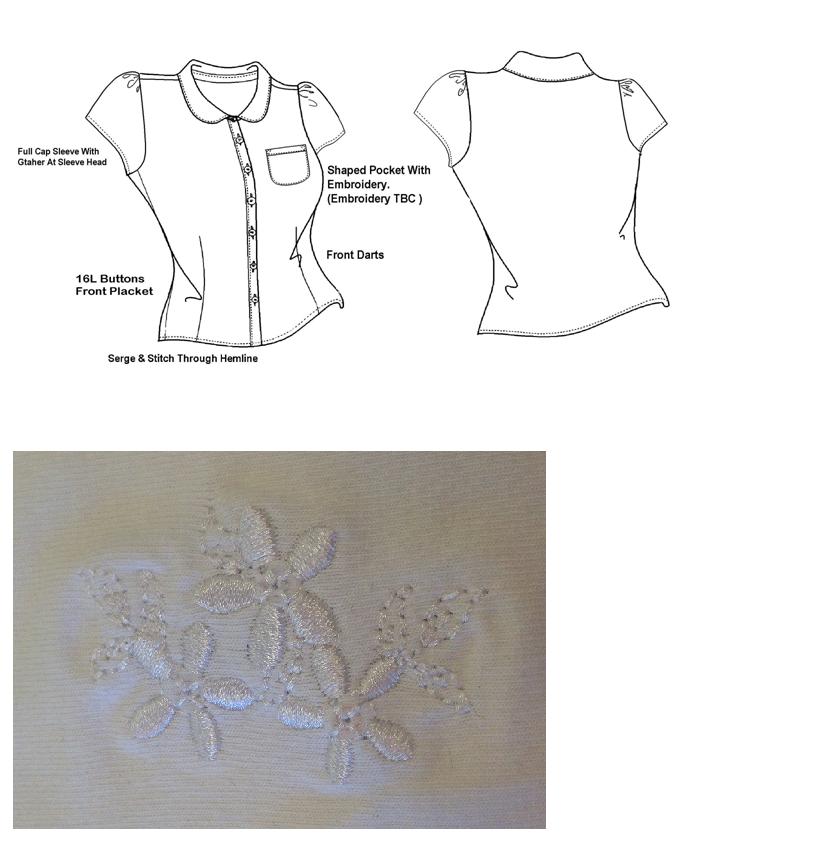 Full Cap Sleeve With
Gtaher At Sleeve Head
Shaped Pocket With
Embroidery.
(Embroidery TBC )
Front Darts
16L Buttons
Front Placket
Serge & Stitch Through Hemline